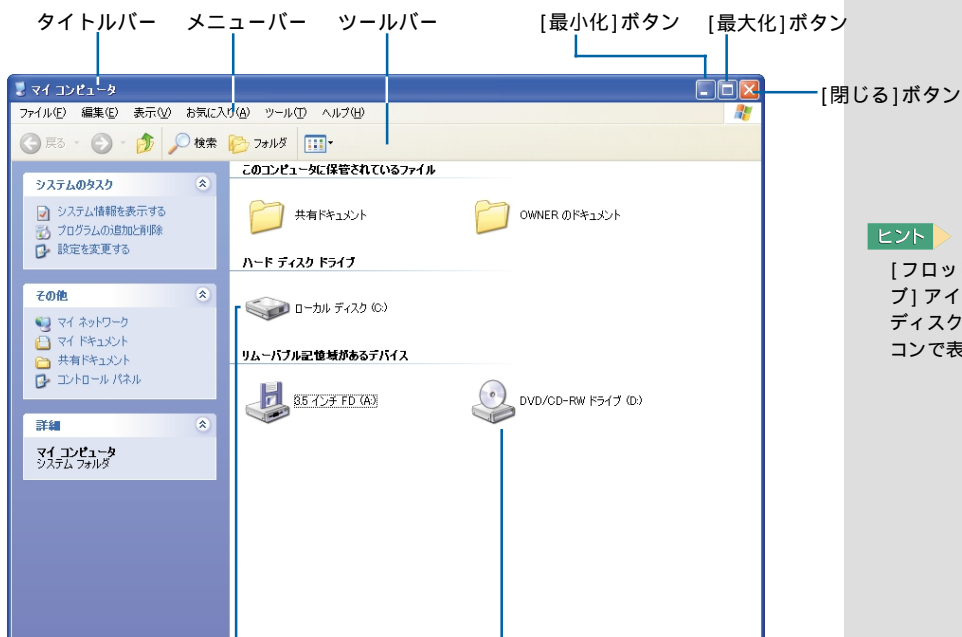 タイトルバー メニューバー ツールバー [最小化]ボタン [最大化]ボタン
マイ コンピュータ
[閉じる]ボタン
ファイル(F) 編集(E) 表示(V) お気に入り(A) ツール(T) ヘルプ(H)
戻る 検索 フォルダ
システムのタスク
システム情報を表示する
プログラムの追加と削除
設定を変更する
その他
マイ ネットワーク
マイ ドキュメント
共有ドキュメント
コントロール パネル
詳細
マイ コンピュータ
システム フォルダ
このコンピュータに保管されているファイル
共有ドキュメント OWNER のドキュメント
ハード ディスク ドライブ
ローカル ディスク (C:)
リムーバブル記憶域があるデバイス
3.5 インチ FD (A:) DVD/CD-RW ドライブ (D:)
ヒント
[フロッ
ブ] アイ
ディスク
コンで表